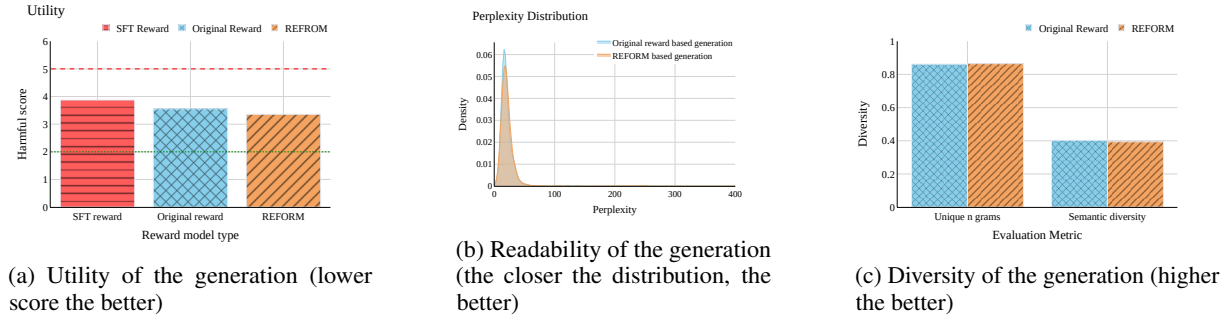 Utility
SFT Reward
Original Reward
REFROM
6
5
4
3
2
1
0
Harmful score
SFT reward
Original reward
REFORM
Reward model type
(a) Utility of the generation (lower
score the better)
Perplexity Distribution
Original reward based generation
REFORM based generation
0.06
0.05
0.04
0.03
0.02
0.01
0
Density
0
100
200
300
400
Perplexity
(b) Readability of the generation
(the closer the distribution, the
better)
Original Reward
REFORM
1
0.8
0.6
0.4
0.2
0
Diversity
Unique n grams
Semantic diversity
Evaluation Metric
(c) Diversity of the generation (higher
the better)